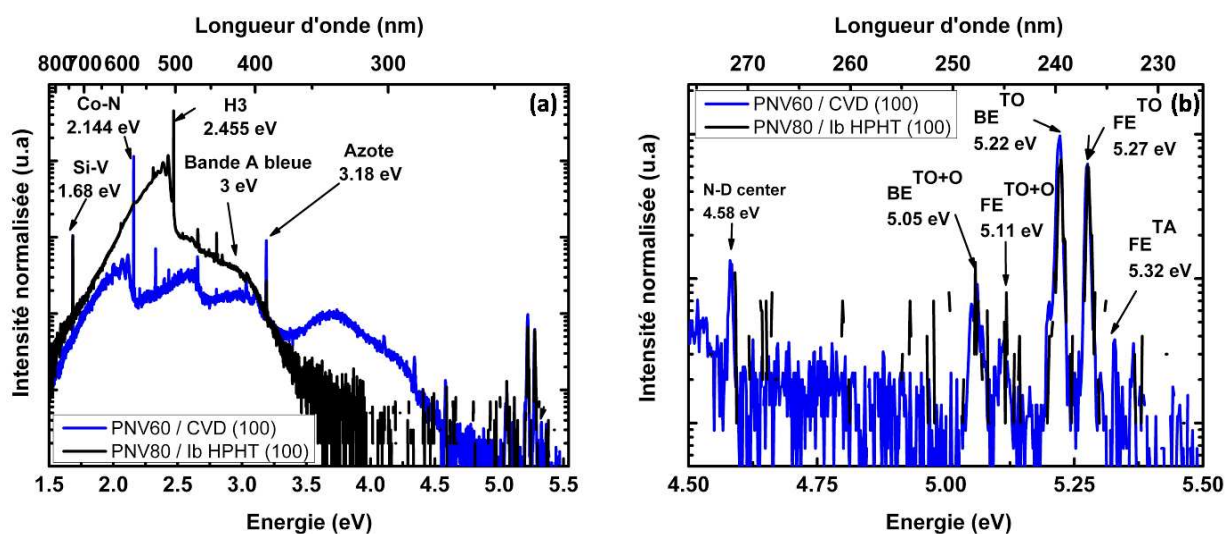 Longueur d'onde (nm)
800 700 600 500 400 300
(a)
Co-N
2.144 eV
H3
2.455 eV
Si-V
1.68 eV
Bande A bleue
3 eV
Azote
3.18 eV
Intensité normalisée (u.a)
PNV60 / CVD (100)
PNV80 / Ib HPHT (100)
1.5 2.0 2.5 3.0 3.5 4.0 4.5 5.0 5.5
Energie (eV)
Longueur d'onde (nm)
270 260 250 240 230
(b)
PNV60 / CVD (100)
PNV80 / Ib HPHT (100)
BE TO
5.22 eV
FE TO
5.27 eV
N-D center
4.58 eV
BE TO+O
5.05 eV
FE TO+O
5.11 eV
FE TA
5.32 eV
Intensité normalisée (u.a)
4.50 4.75 5.00 5.25 5.50
Energie (eV)